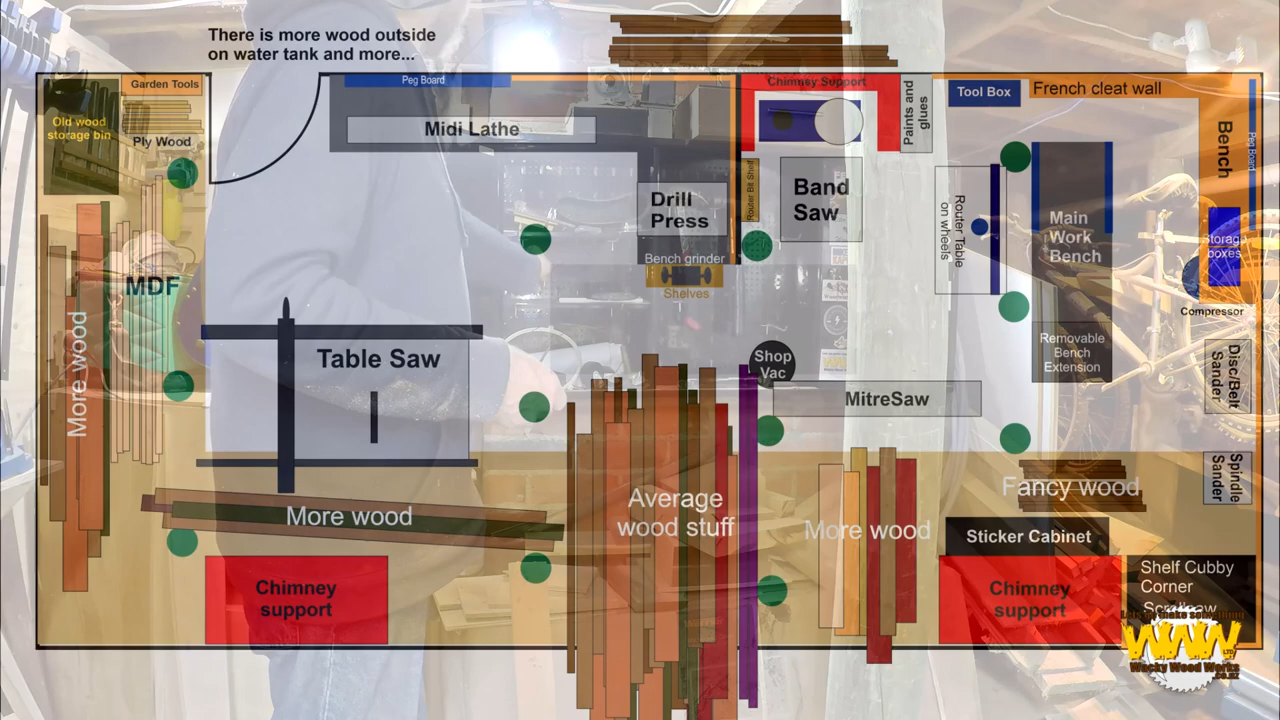 There is more wood outside
on water tank and more...
Garden Tools
Old wood
storage bin
Ply Wood
Peg Board
Midi Lathe
Chimney Support
Paints and
glues
Tool Box
French cleat wall
Bench
Peg Board
Drill
Press
Router Bit Shelf
Band
Saw
Router Table
on wheels
Main
Work
Bench
Storage
boxes
Bench grinder
Shelves
Compressor
MDF
More wood
Table Saw
Shop
Vac
MitreSaw
Removable
Bench
Extension
Disc/Belt
Sander
Spindle
Sander
More wood
Average
wood stuff
More wood
Fancy wood
Sticker Cabinet
Chimney
support
Chimney
support
Shelf Cubby
Corner
Scrollsaw
WWW
LTD
Wacky Wood Works
.co.nz